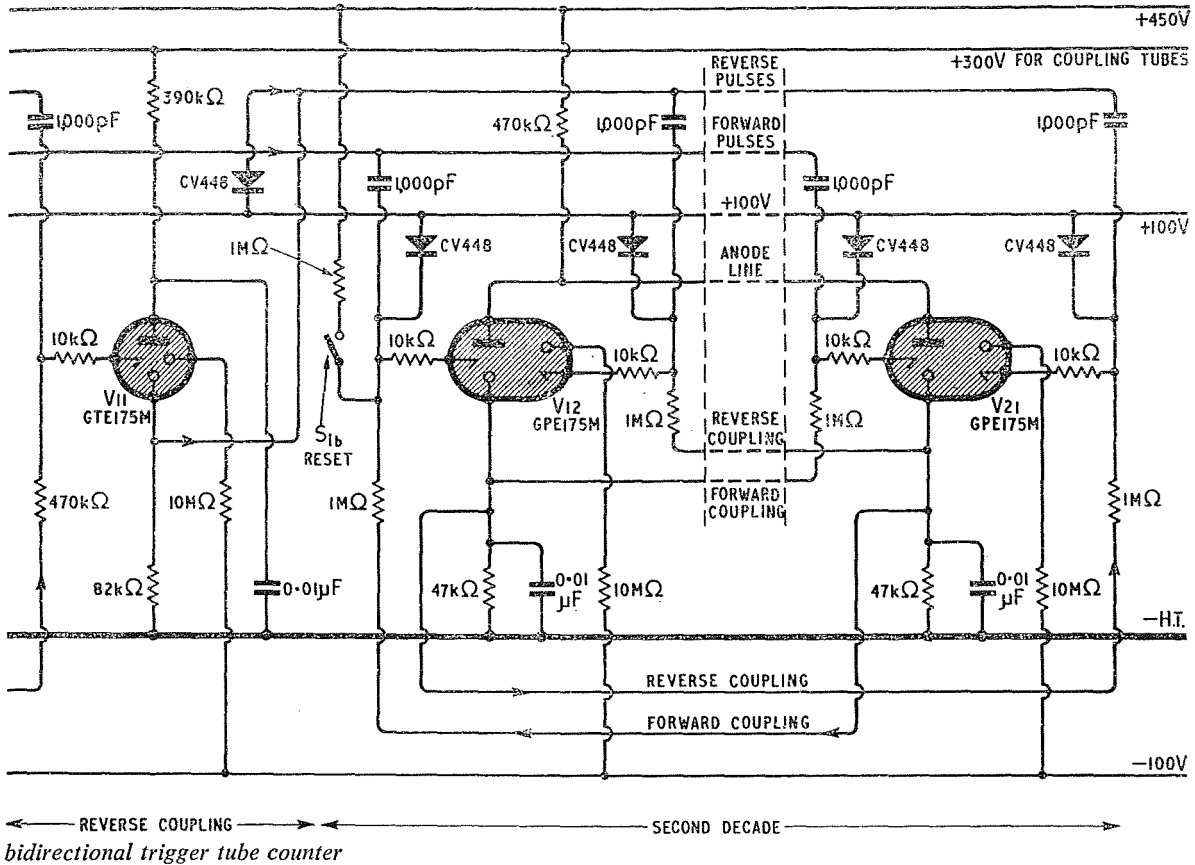 +450V
+300V FOR COUPLING TUBES
REVERSE
PULSES
390kΩ
1,000pF
470kΩ
1,000pF
1,000pF
FORWARD
PULSES
CV448
1,000pF
1,000pF
+100V
+100V
1MΩ
CV448
CV448
CV448
CV448
ANODE
LINE
10kΩ
10kΩ
10kΩ
10kΩ
10kΩ
V11
GTE175M
V12
GPE175M
V21
GPE175M
S1b
RESET
1MΩ
1MΩ
REVERSE
COUPLING
FORWARD
COUPLING
470kΩ
10MΩ
1MΩ
1MΩ
82kΩ
0·01µF
47kΩ
0·01
µF
10MΩ
47kΩ
0·01
µF
10MΩ
—H.T.
REVERSE COUPLING
FORWARD COUPLING
—100V
REVERSE COUPLING
SECOND DECADE
bidirectional trigger tube counter